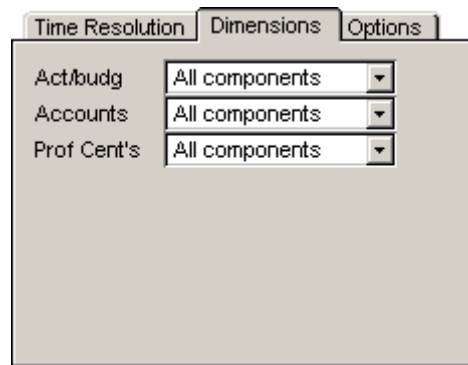 Time Resolution Dimensions Options
Act/budg All components
Accounts All components
Prof Cent's All components